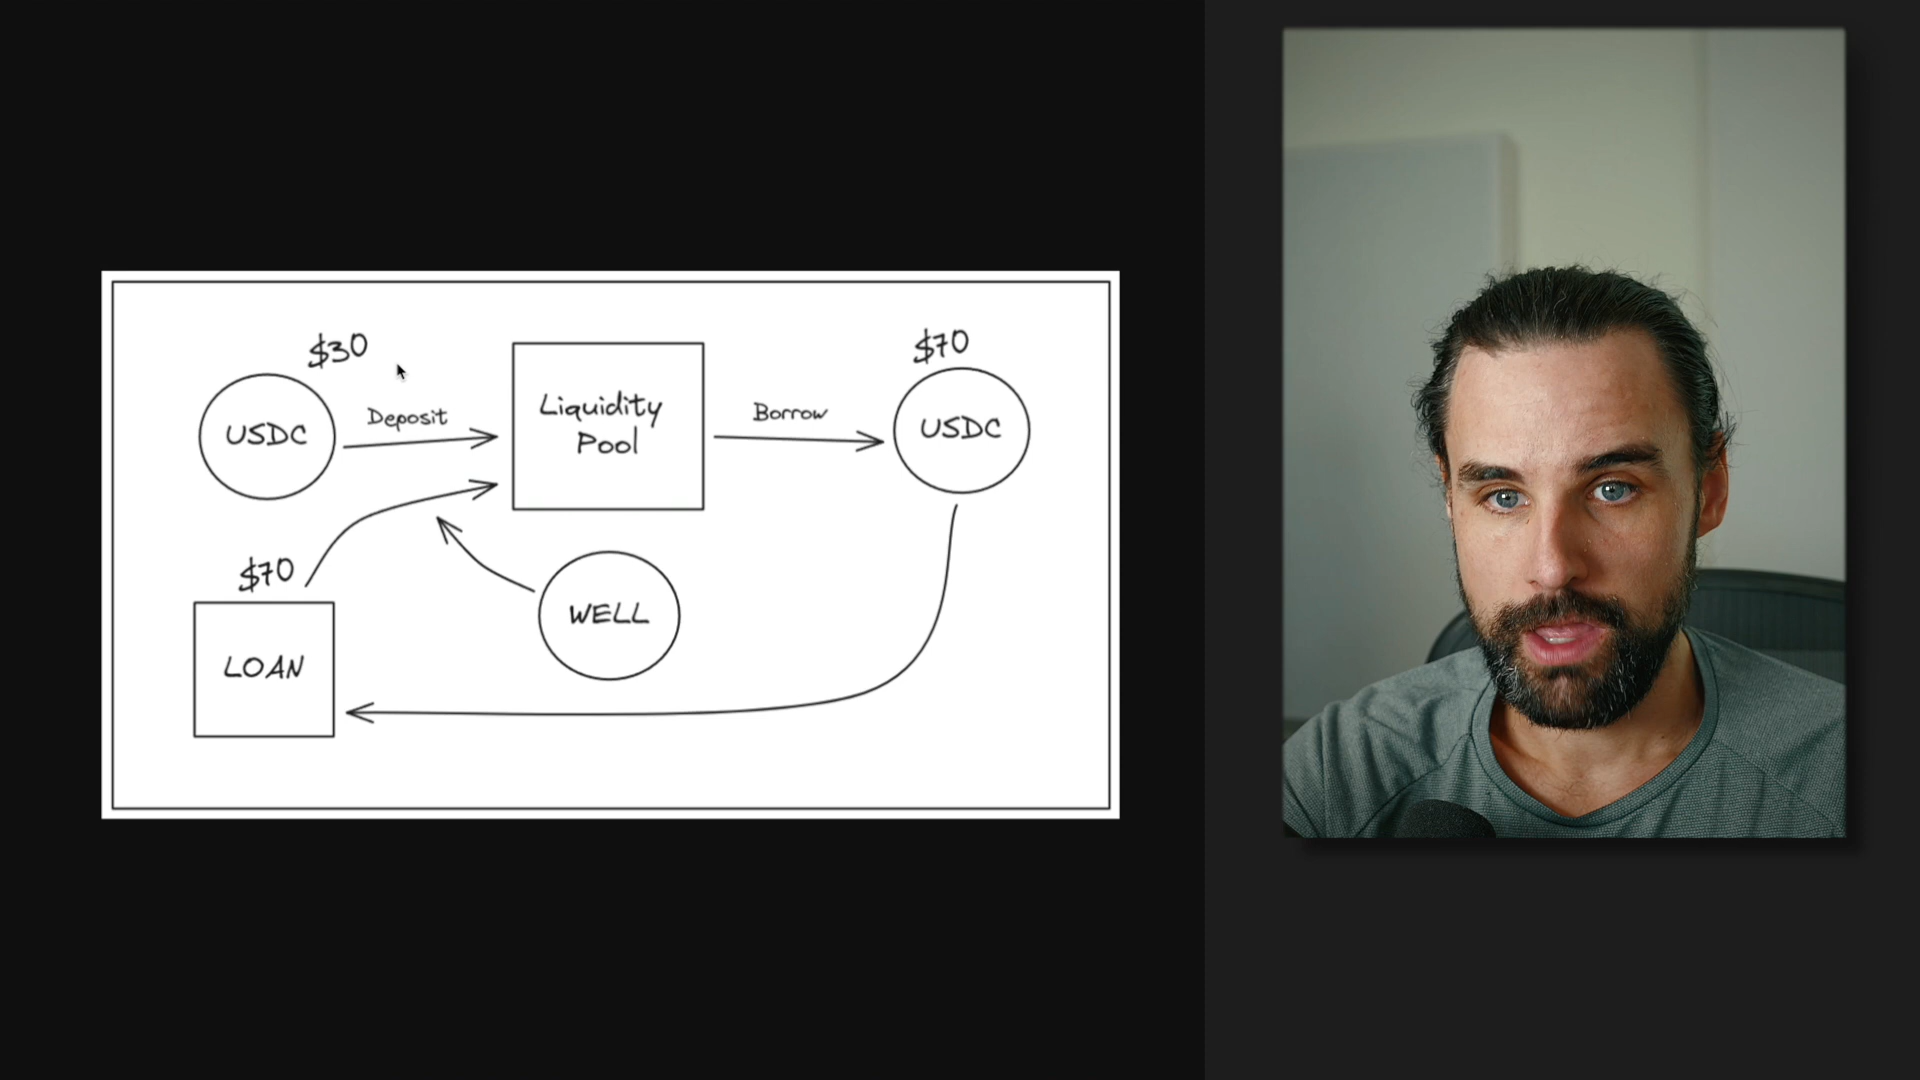 $30
$70
USDC
Deposit
Liquidity
Pool
Borrow
USDC
$70
LOAN
WELL